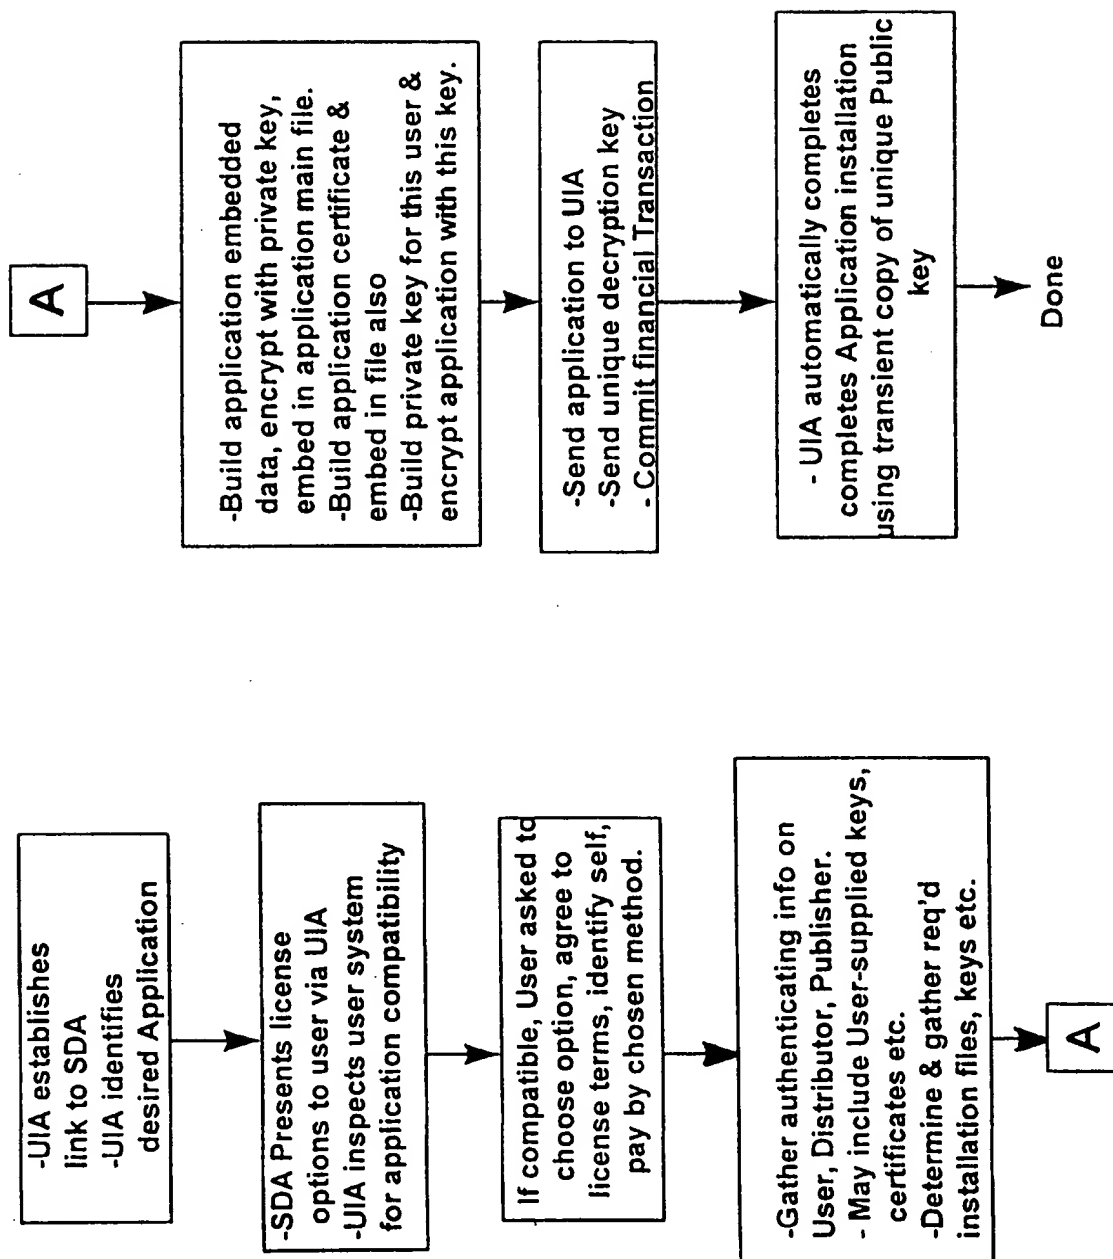 -UIA establishes
link to SDA
-UIA identifies
desired Application
-SDA Presents license
options to user via UIA
-UIA inspects user system
for application compatibility
If compatible, User asked to
choose option, agree to
license terms, identify self,
pay by chosen method.
-Gather authenticating info on
User, Distributor, Publisher.
- May include User-supplied keys,
certificates etc.
-Determine & gather req'd
installation files, keys etc.
A
A
-Build application embedded
data, encrypt with private key,
embed in application main file.
-Build application certificate &
embed in file also
-Build private key for this user &
encrypt application with this key.
-Send application to UIA
-Send unique decryption key
- Commit financial Transaction
- UIA automatically completes
completes Application installation
using transient copy of unique Public
key
Done